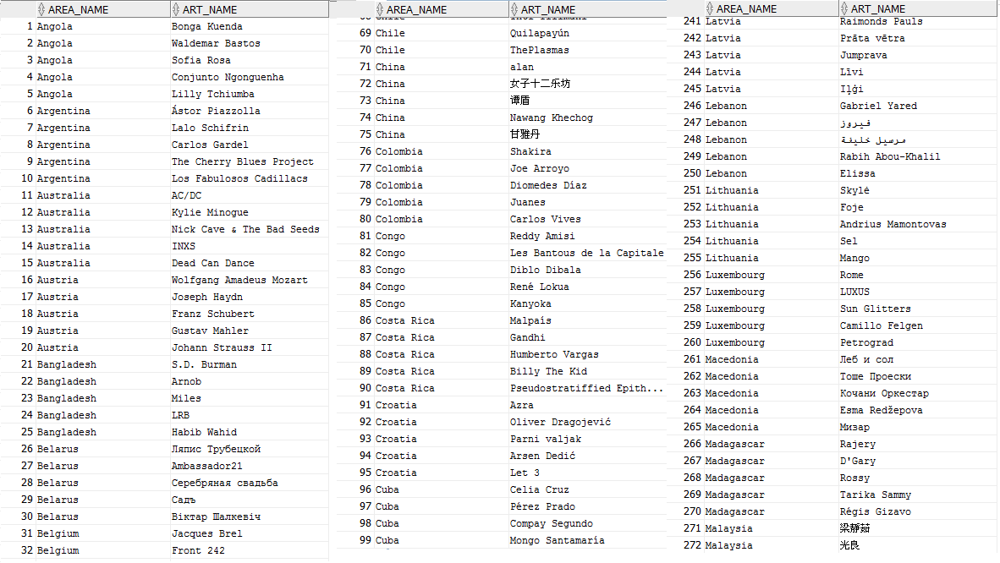 AREA_NAME ART_NAME
1 Angola Bonga Kuenda
2 Angola Waldemar Bastos
3 Angola Sofia Rosa
4 Angola Conjunto Ngonguenha
5 Angola Lilly Tchiumba
6 Argentina Ástor Piazzolla
7 Argentina Lalo Schifrin
8 Argentina Carlos Gardel
9 Argentina The Cherry Blues Project
10 Argentina Los Fabulosos Cadillacs
11 Australia AC/DC
12 Australia Kylie Minogue
13 Australia Nick Cave & The Bad Seeds
14 Australia INXS
15 Australia Dead Can Dance
16 Austria Wolfgang Amadeus Mozart
17 Austria Joseph Haydn
18 Austria Franz Schubert
19 Austria Gustav Mahler
20 Austria Johann Strauss II
21 Bangladesh S.D. Burman
22 Bangladesh Arnob
23 Bangladesh Miles
24 Bangladesh LRB
25 Bangladesh Habib Wahid
26 Belarus Ляпис Трубецкой
27 Belarus Ambassador21
28 Belarus Серебряная свадьба
29 Belarus Садъ
30 Belarus Віктар Шалкевіч
31 Belgium Jacques Brel
32 Belgium Front 242
AREA_NAME ART_NAME
69 Chile Quilapayún
70 Chile ThePlasmas
71 China alan
72 China 女子十二乐坊
73 China 谭盾
74 China Nawang Khechog
75 China 甘雅丹
76 Colombia Shakira
77 Colombia Joe Arroyo
78 Colombia Diomedes Díaz
79 Colombia Juanes
80 Colombia Carlos Vives
81 Congo Reddy Amisi
82 Congo Les Bantous de la Capitale
83 Congo Diblo Dibala
84 Congo René Lokua
85 Congo Kanyoka
86 Costa Rica Malpaís
87 Costa Rica Gandhi
88 Costa Rica Humberto Vargas
89 Costa Rica Billy The Kid
90 Costa Rica Pseudostratiffied Epith...
91 Croatia Azra
92 Croatia Oliver Dragojević
93 Croatia Parni valjak
94 Croatia Arsen Dedić
95 Croatia Let 3
96 Cuba Celia Cruz
97 Cuba Pérez Prado
98 Cuba Compay Segundo
99 Cuba Mongo Santamaría
AREA_NAME ART_NAME
241 Latvia Raimonds Pauls
242 Latvia Prāta vētra
243 Latvia Jumprava
244 Latvia Līvi
245 Latvia Iļģi
246 Lebanon Gabriel Yared
247 Lebanon فيروز
248 Lebanon مرسيل خليفة
249 Lebanon Rabih Abou-Khalil
250 Lebanon Elissa
251 Lithuania Skylė
252 Lithuania Foje
253 Lithuania Andrius Mamontovas
254 Lithuania Sel
255 Lithuania Mango
256 Luxembourg Rome
257 Luxembourg LUXUS
258 Luxembourg Sun Glitters
259 Luxembourg Camillo Felgen
260 Luxembourg Petrograd
261 Macedonia Леб и сол
262 Macedonia Тоше Проески
263 Macedonia Кочани Оркестар
264 Macedonia Esma Redžepova
265 Macedonia Мизар
266 Madagascar Rajery
267 Madagascar D'Gary
268 Madagascar Rossy
269 Madagascar Tarika Sammy
270 Madagascar Régis Gizavo
271 Malaysia 梁靜茹
272 Malaysia 光良